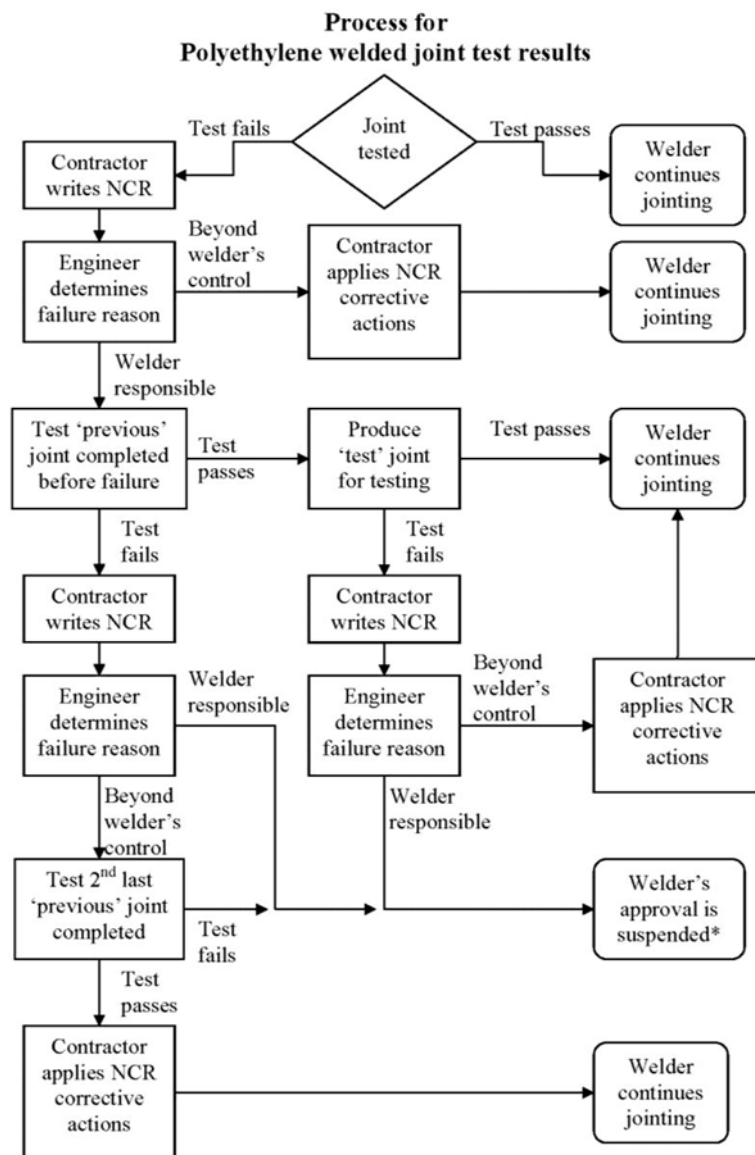 Process for
Polyethylene welded joint test results
Test fails
Joint
tested
Test passes
Contractor
writes NCR
Welder
continues
jointing
Engineer
determines
failure reason
Beyond
welder's
control
Contractor
applies NCR
corrective
actions
Welder
continues
jointing
Welder
responsible
Test 'previous'
joint completed
before failure
Test
passes
Produce
'test' joint
for testing
Test passes
Welder
continues
jointing
Test
fails
Test
fails
Contractor
writes NCR
Contractor
writes NCR
Engineer
determines
failure reason
Welder
responsible
Engineer
determines
failure reason
Beyond
welder's
control
Contractor
applies NCR
corrective
actions
Beyond
welder's
control
Welder
responsible
Test 2nd last
'previous' joint
completed
Test
fails
Welder's
approval is
suspended*
Test
passes
Contractor
applies NCR
corrective
actions
Welder
continues
jointing